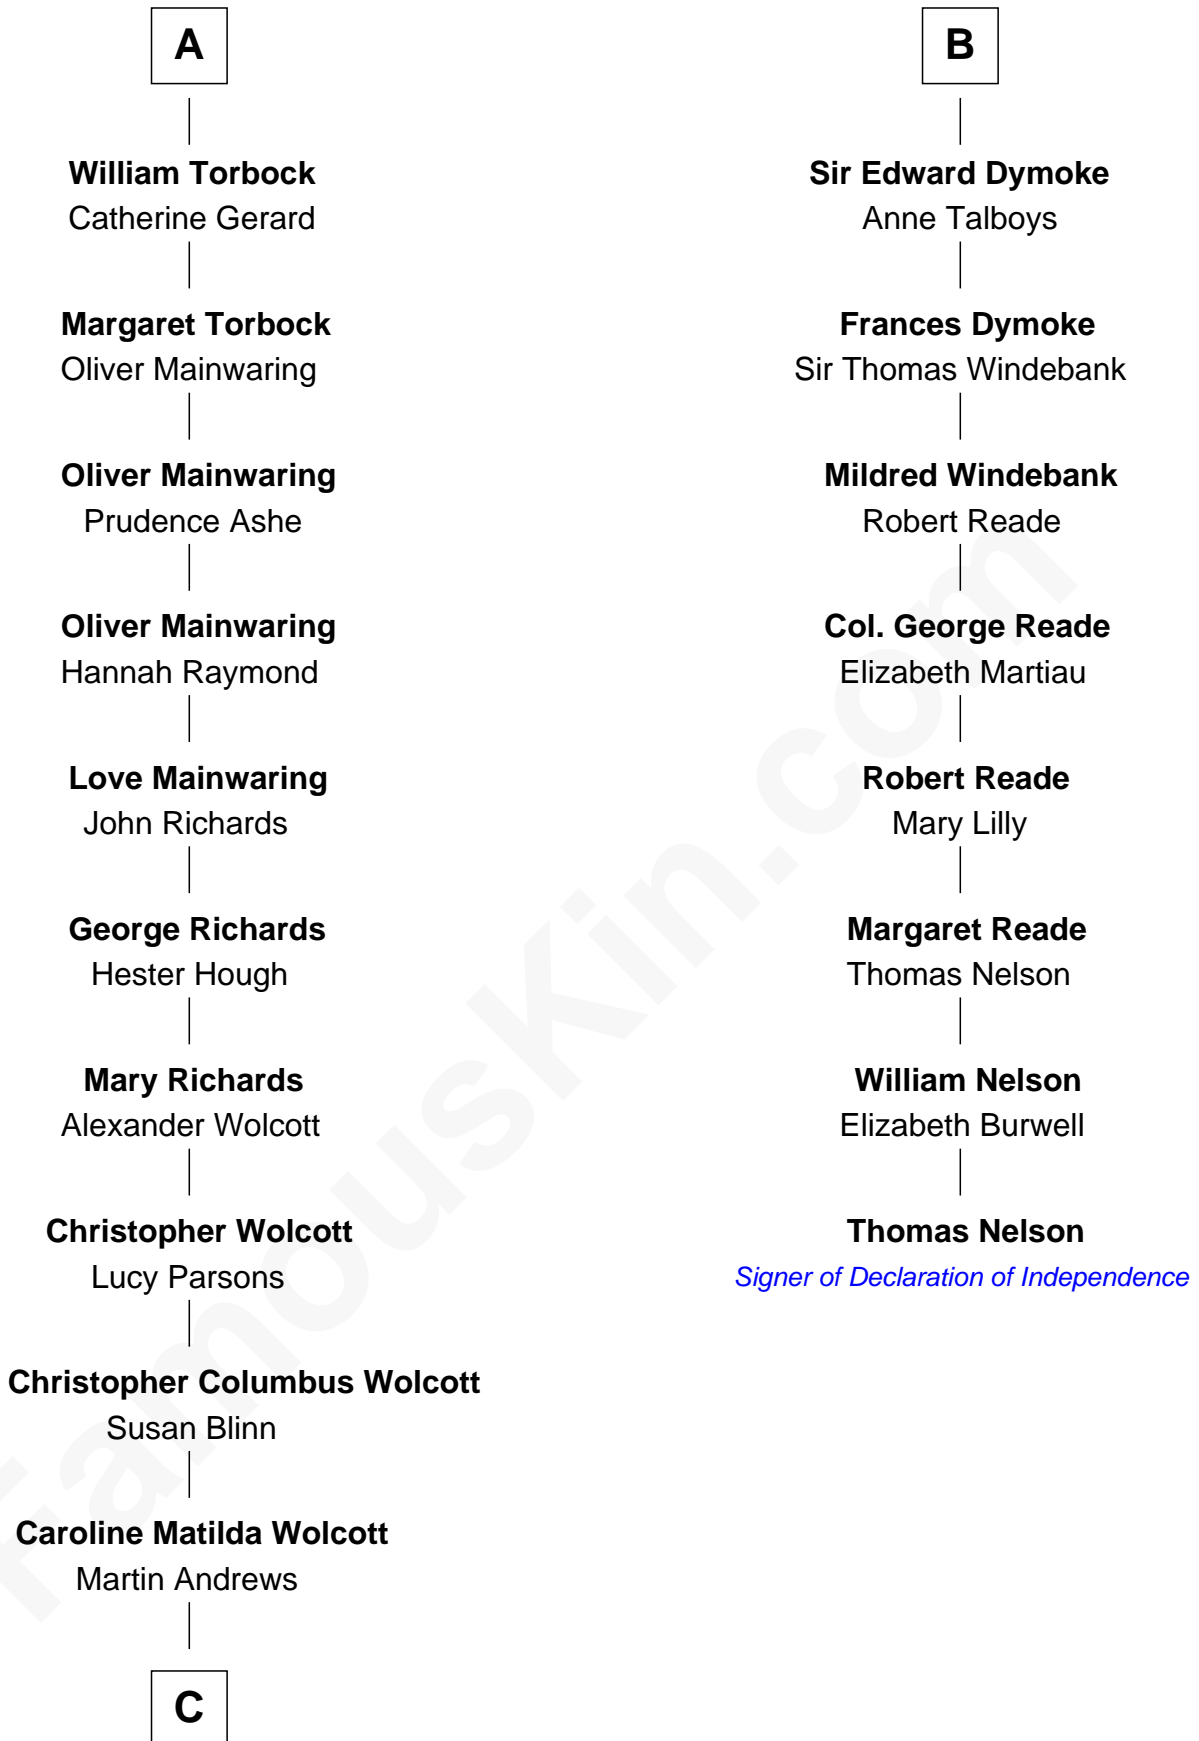 A
William Torbock
Catherine Gerard
Margaret Torbock
Oliver Mainwaring
Oliver Mainwaring
Prudence Ashe
Oliver Mainwaring
Hannah Raymond
Love Mainwaring
John Richards
George Richards
Hester Hough
Mary Richards
Alexander Wolcott
Christopher Wolcott
Lucy Parsons
Christopher Columbus Wolcott
Susan Blinn
Caroline Matilda Wolcott
Martin Andrews
C
B
Sir Edward Dymoke
Anne Talboys
Frances Dymoke
Sir Thomas Windebank
Mildred Windebank
Robert Reade
Col. George Reade
Elizabeth Martiau
Robert Reade
Mary Lilly
Margaret Reade
Thomas Nelson
William Nelson
Elizabeth Burwell
Thomas Nelson
Signer of Declaration of Independence
FamousKin.com